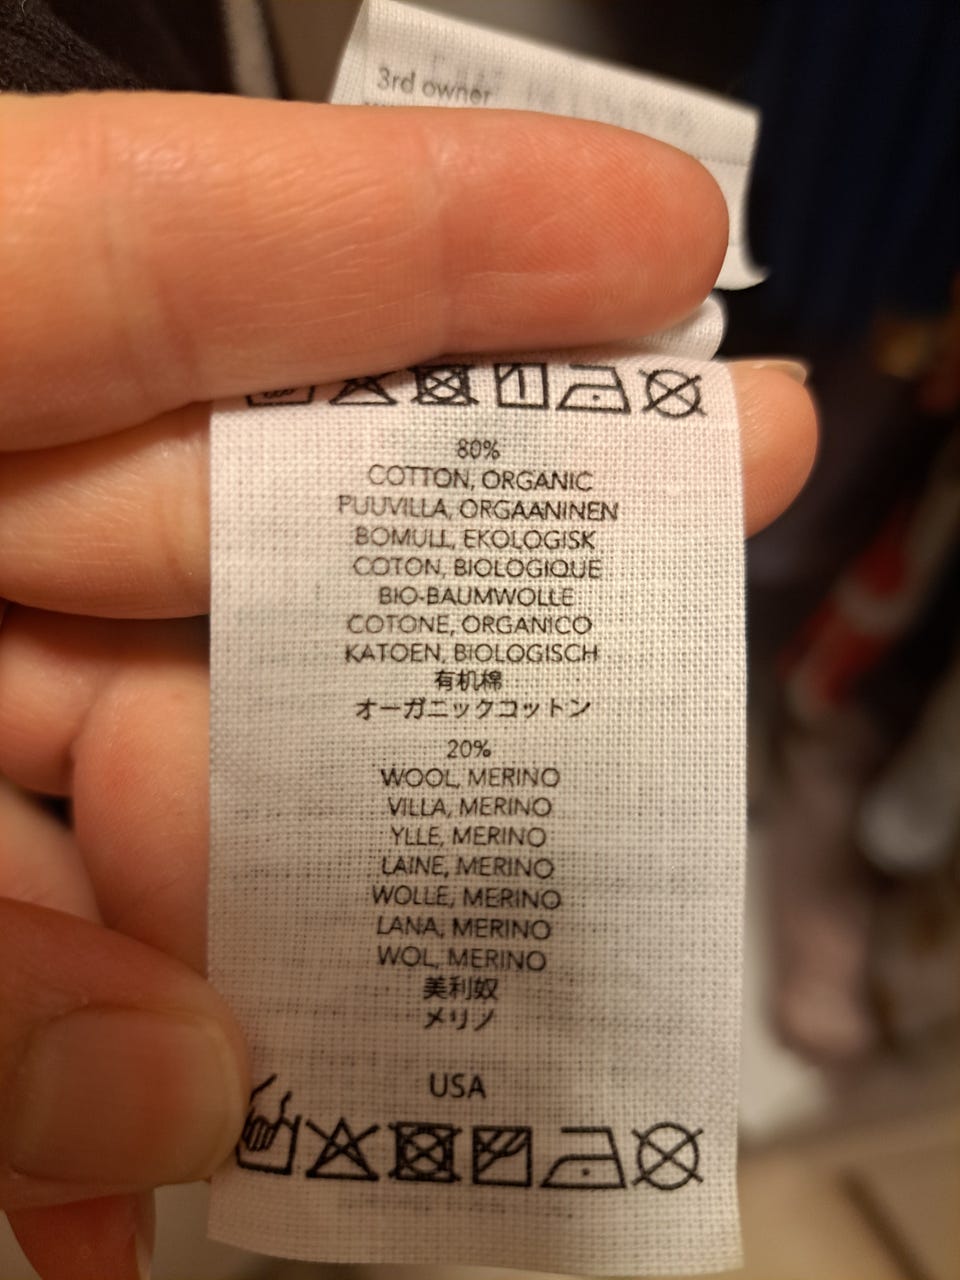 3rd owner
80%
COTTON, ORGANIC
PUUVILLA, ORGAANINEN
BOMULL, EKOLOGISK
COTON, BIOLOGIQUE
BIO-BAUMWOLLE
COTONE, ORGANICO
KATOEN, BIOLOGISCH
有机棉
オーガニックコットン
20%
WOOL, MERINO
VILLA, MERINO
YLLE, MERINO
LAINE, MERINO
WOLLE, MERINO
LANA, MERINO
WOL, MERINO
美利奴
メリノ
USA